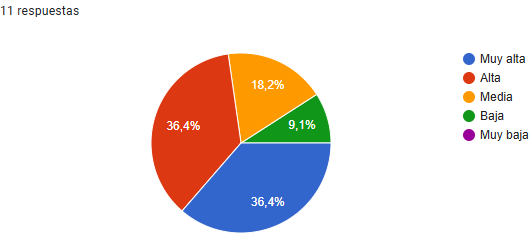 11 respuestas
Muy alta
Alta
Media
Baja
Muy baja
18,2%
9,1%
36,4%
36,4%